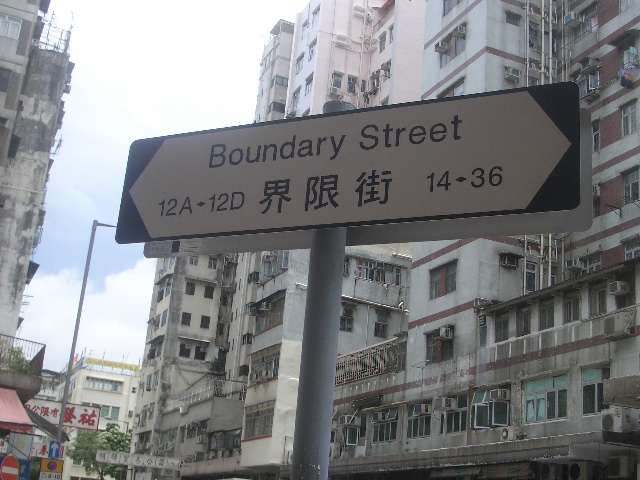 Boundary Street
12A-12D 界限街 14-36